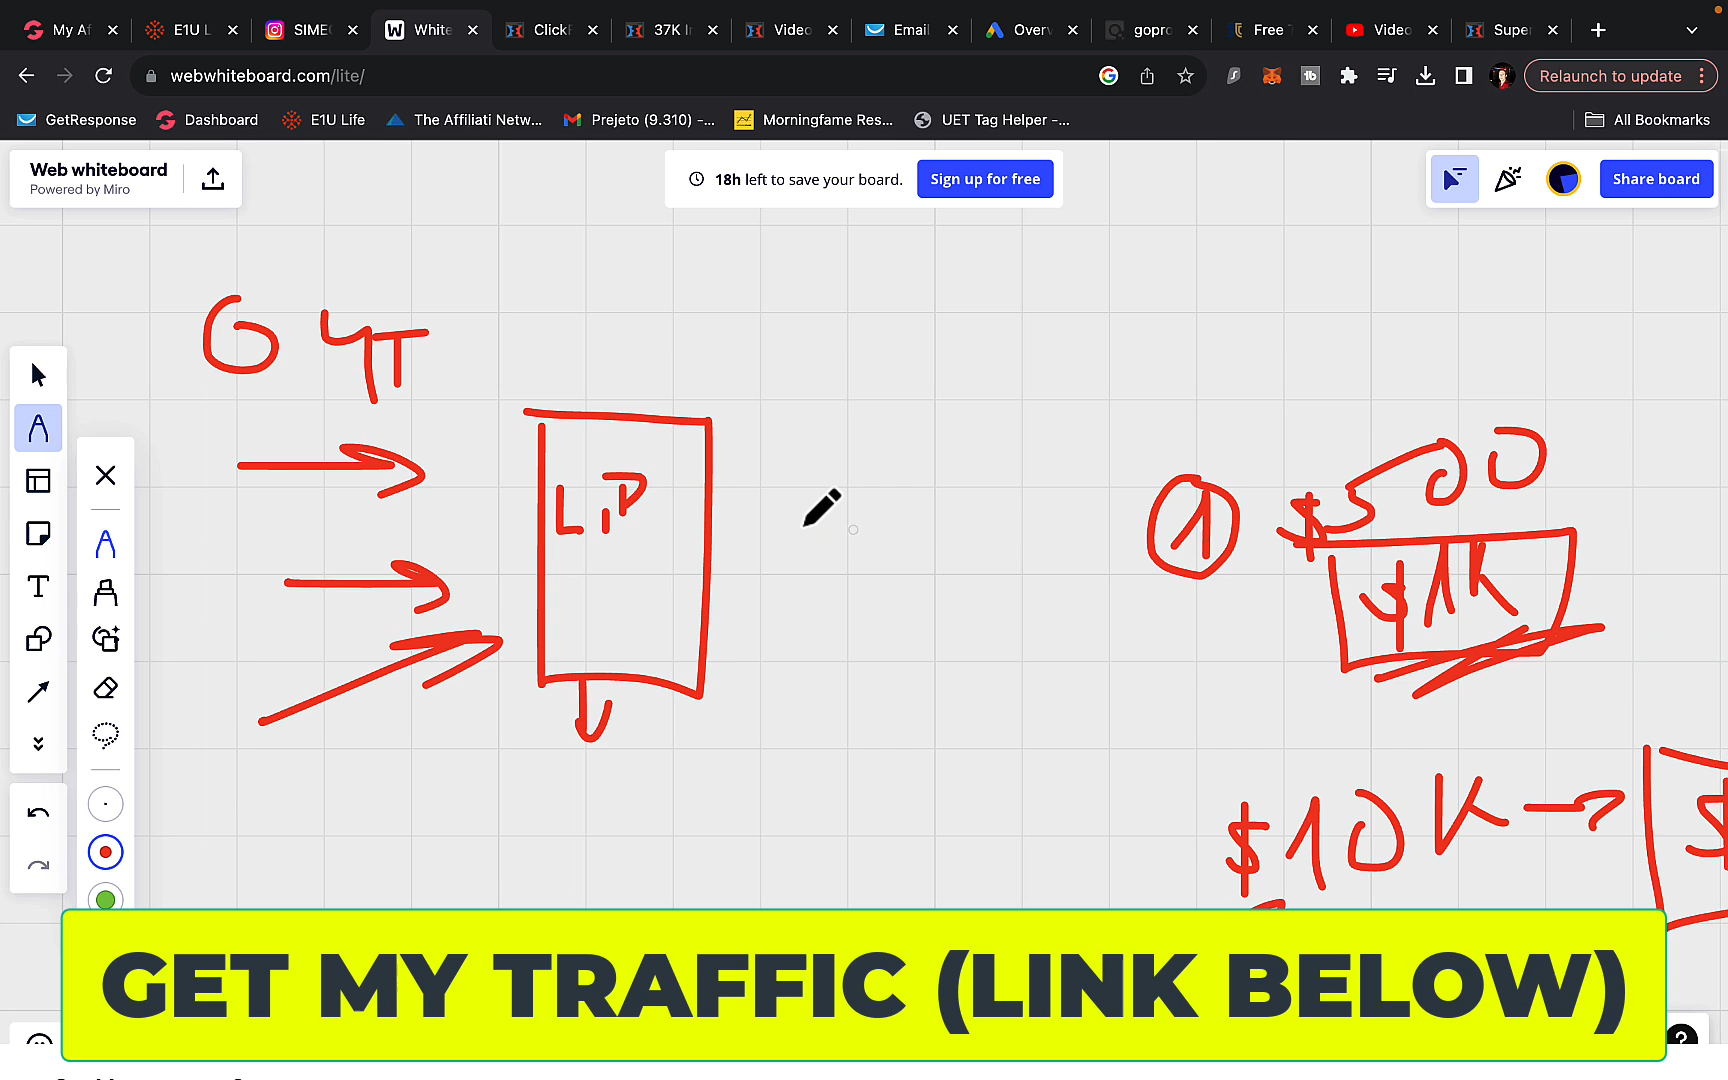 My Af
E1U L
SIME
White
Click
37K I
Video
Email
Over
gopro
Free
Video
Super
webwhiteboard.com/lite/
Relaunch to update
GetResponse
Dashboard
E1U Life
The Affiliati Netw...
Prejeto (9.310) -...
Morningfame Res...
UET Tag Helper -...
All Bookmarks
Web whiteboard
Powered by Miro
18h left to save your board.
Sign up for free
Share board
L.P
1
$500
$1K
$10K
$
GET MY TRAFFIC (LINK BELOW)